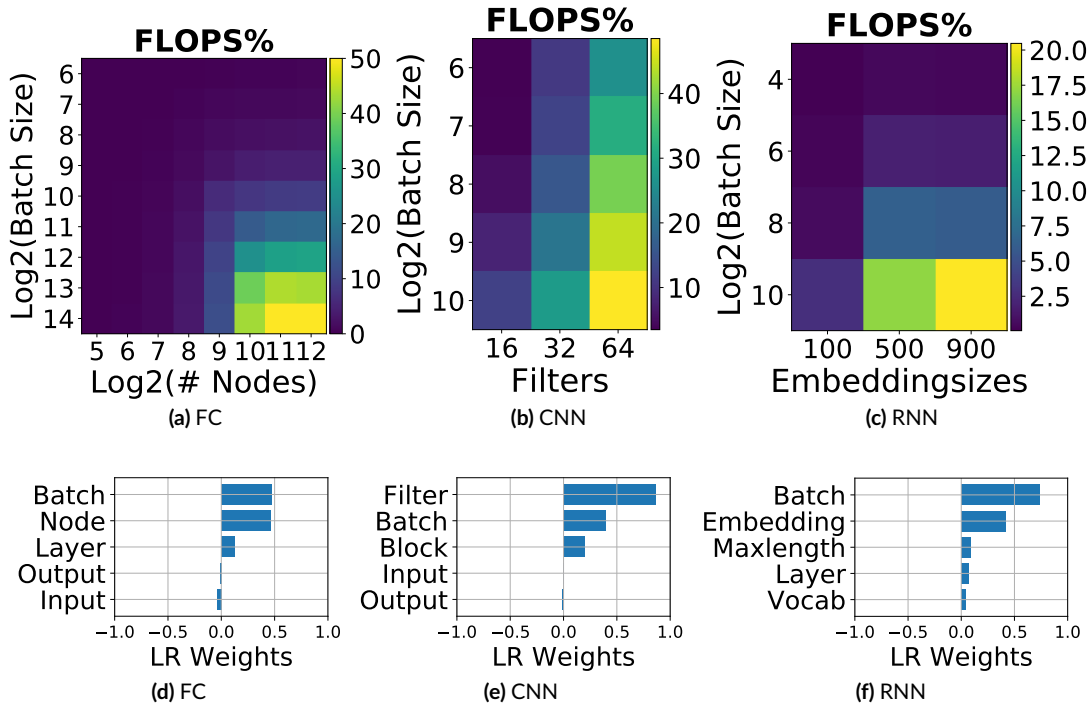 FLOPS%
Log2(Batch Size)
6
7
8
9
10
11
12
13
14
5 6 7 8 9 10 11 12
Log2(# Nodes)
50
40
30
20
10
0
(a) FC
FLOPS%
Log2(Batch Size)
6
7
8
9
10
16 32 64
Filters
40
30
20
10
(b) CNN
FLOPS%
Log2(Batch Size)
4
6
8
10
100 500 900
Embeddingsizes
20.0
17.5
15.0
12.5
10.0
7.5
5.0
2.5
(c) RNN
Batch
Node
Layer
Output
Input
−1.0 −0.5 0.0 0.5 1.0
LR Weights
(d) FC
Filter
Batch
Block
Input
Output
−1.0 −0.5 0.0 0.5 1.0
LR Weights
(e) CNN
Batch
Embedding
Maxlength
Layer
Vocab
−1.0 −0.5 0.0 0.5 1.0
LR Weights
(f) RNN